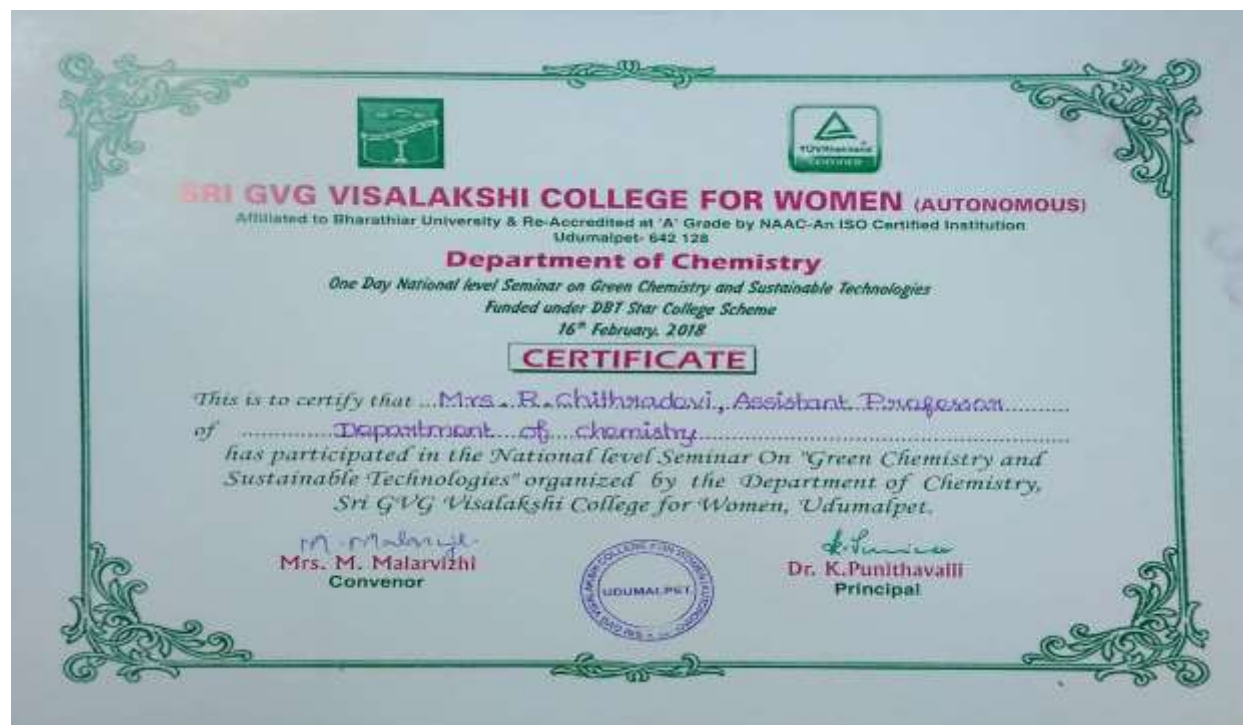 TÜVRheinland
CERTIFIED
SRI GVG VISALAKSHI COLLEGE FOR WOMEN (AUTONOMOUS)
Affiliated to Bharathiar University & Re-Accredited at 'A' Grade by NAAC-An ISO Certified Institution
Udumalpet- 642 128
Department of Chemistry
One Day National level Seminar on Green Chemistry and Sustainable Technologies
Funded under DBT Star College Scheme
16th February, 2018
CERTIFICATE
This is to certify that ...Mrs. R. Chithradevi, Assistant Professor...
of ...Department of chemistry...
has participated in the National level Seminar On "Green Chemistry and
Sustainable Technologies" organized by the Department of Chemistry,
Sri GVG Visalakshi College for Women, Udumalpet.
Mrs. M. Malarvizhi
Convenor
UDUMALPET
Dr. K.Punithavalli
Principal